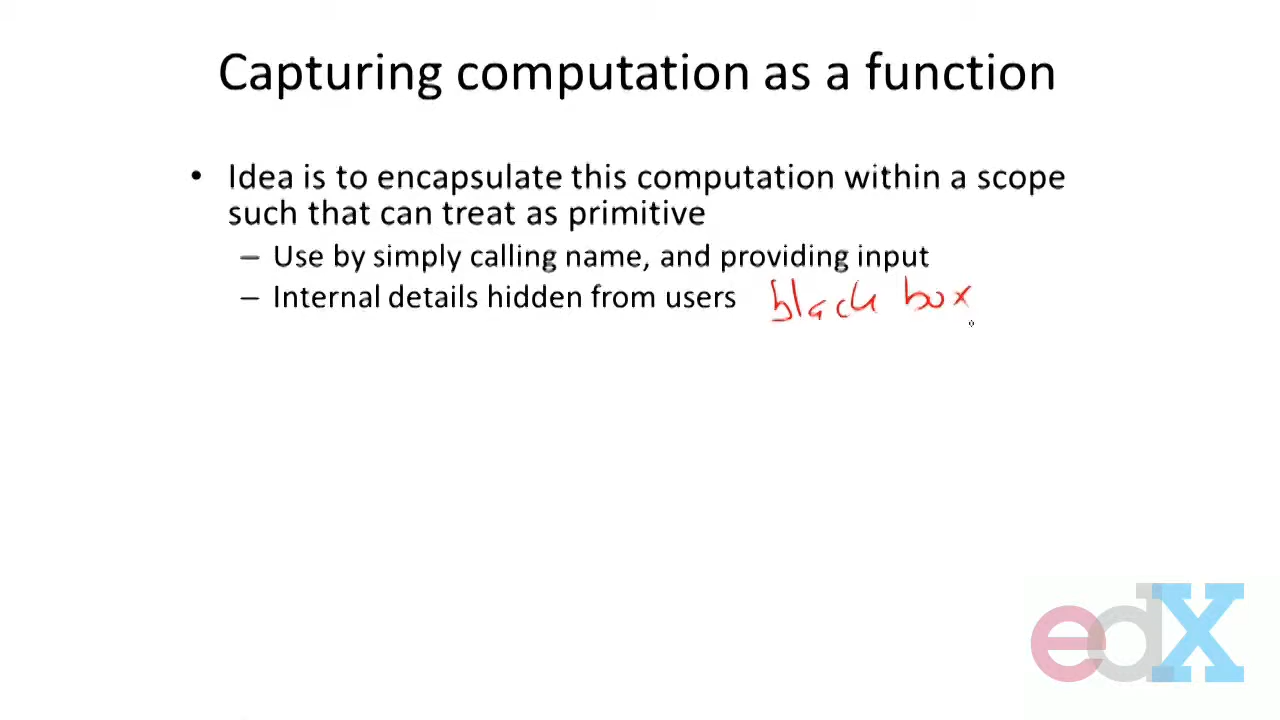 Capturing computation as a function
• Idea is to encapsulate this computation within a scope
such that can treat as primitive
– Use by simply calling name, and providing input
– Internal details hidden from users black box
edX